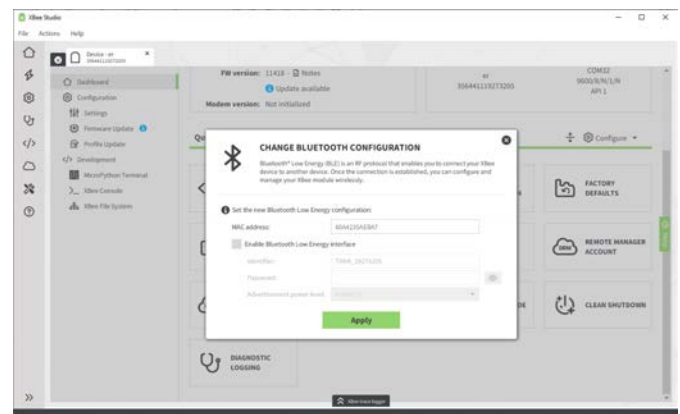 XBee Studio
File Actions Help
Device - er
Dashboard
Configuration
Settings
Firmware Update
Profile Update
Development
MicroPython Terminal
XBee Console
XBee File System
FW version: 11418 - Notes
Update available
Modem version: Not initialized
er
COM32
9600/8/N/1/N
API 1
Configure
CHANGE BLUETOOTH CONFIGURATION
Bluetooth® Low Energy (BLE) is an RF protocol that enables you to connect your XBee
device to another device. Once the connection is established, you can configure and
manage your XBee module wirelessly.
Set the new Bluetooth Low Energy configuration:
MAC address:
Enable Bluetooth Low Energy interface
Identifier:
Password:
Advertisement power level:
Apply
FACTORY
DEFAULTS
REMOTE MANAGER
ACCOUNT
CLEAN SHUTDOWN
DIAGNOSTIC
LOGGING
XBee trace logger